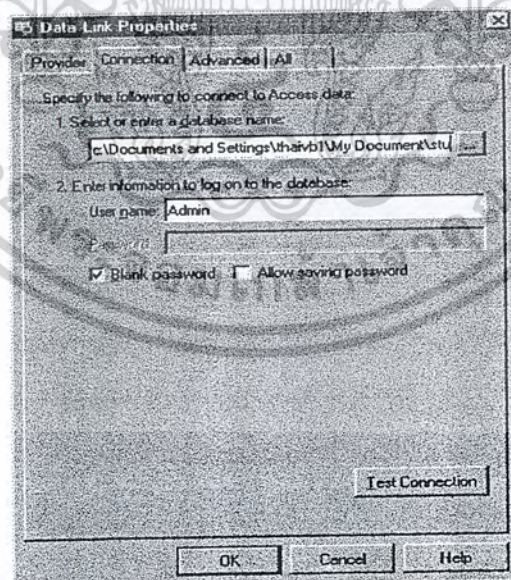 Data Link Properties
Provider Connection Advanced All
Specify the following to connect to Access data:
1. Select or enter a database name:
c:\Documents and Settings\thaivb1\My Document\stu ...
2. Enter information to log on to the database:
User name: Admin
Password:
Blank password Allow saving password
Test Connection
OK Cancel Help